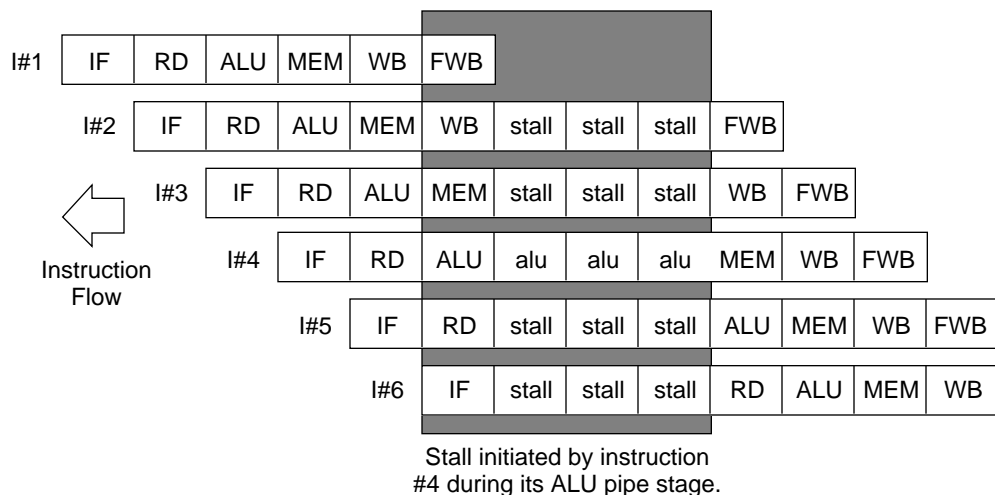 I#1 IF RD ALU MEM WB FWB
I#2 IF RD ALU MEM WB stall stall stall FWB
I#3 IF RD ALU MEM stall stall stall WB FWB
I#4 IF RD ALU alu alu alu MEM WB FWB
Instruction
Flow
I#5 IF RD stall stall stall ALU MEM WB FWB
I#6 IF stall stall stall RD ALU MEM WB
Stall initiated by instruction
#4 during its ALU pipe stage.